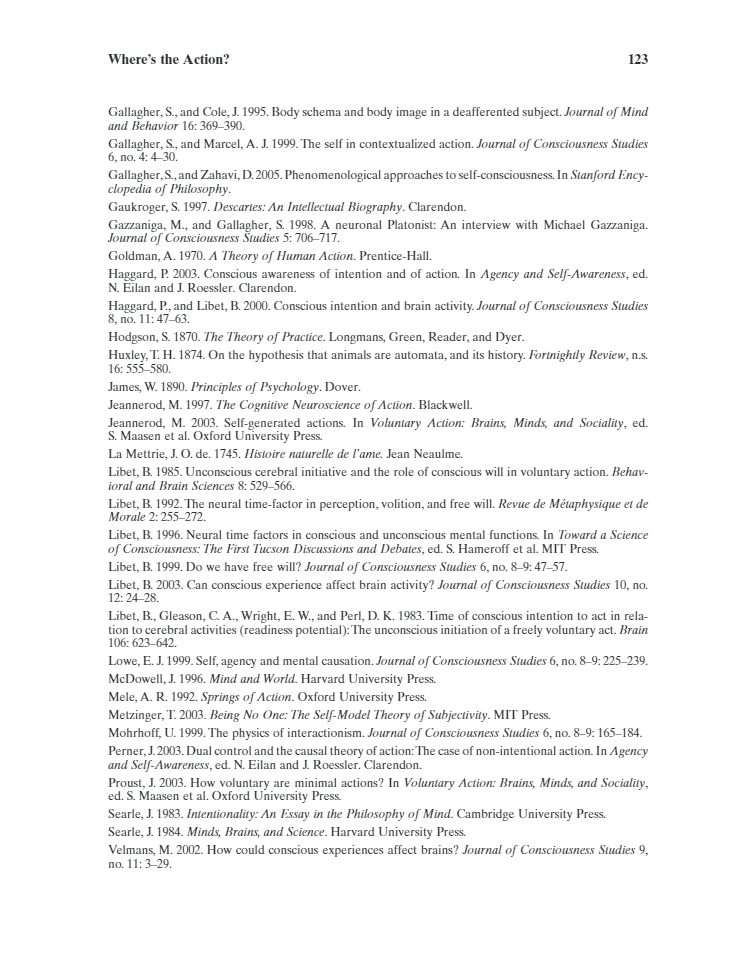 Where’s the Action? 123
Gallagher, S., and Cole, J. 1995. Body schema and body image in a deafferented subject. Journal of Mind
and Behavior 16: 369–390.
Gallagher, S., and Marcel, A. J. 1999. The self in contextualized action. Journal of Consciousness Studies
6, no. 4: 4–30.
Gallagher, S., and Zahavi, D. 2005. Phenomenological approaches to self-consciousness. In Stanford Ency-
clopedia of Philosophy.
Gaukroger, S. 1997. Descartes: An Intellectual Biography. Clarendon.
Gazzaniga, M., and Gallagher, S. 1998. A neuronal Platonist: An interview with Michael Gazzaniga.
Journal of Consciousness Studies 5: 706–717.
Goldman, A. 1970. A Theory of Human Action. Prentice-Hall.
Haggard, P. 2003. Conscious awareness of intention and of action. In Agency and Self-Awareness, ed.
N. Eilan and J. Roessler. Clarendon.
Haggard, P., and Libet, B. 2000. Conscious intention and brain activity. Journal of Consciousness Studies
8, no. 11: 47–63.
Hodgson, S. 1870. The Theory of Practice. Longmans, Green, Reader, and Dyer.
Huxley, T. H. 1874. On the hypothesis that animals are automata, and its history. Fortnightly Review, n.s.
16: 555–580.
James, W. 1890. Principles of Psychology. Dover.
Jeannerod, M. 1997. The Cognitive Neuroscience of Action. Blackwell.
Jeannerod, M. 2003. Self-generated actions. In Voluntary Action: Brains, Minds, and Sociality, ed.
S. Maasen et al. Oxford University Press.
La Mettrie, J. O. de. 1745. Histoire naturelle de l’ame. Jean Neaulme.
Libet, B. 1985. Unconscious cerebral initiative and the role of conscious will in voluntary action. Behav-
ioral and Brain Sciences 8: 529–566.
Libet, B. 1992. The neural time-factor in perception, volition, and free will. Revue de Métaphysique et de
Morale 2: 255–272.
Libet, B. 1996. Neural time factors in conscious and unconscious mental functions. In Toward a Science
of Consciousness: The First Tucson Discussions and Debates, ed. S. Hameroff et al. MIT Press.
Libet, B. 1999. Do we have free will? Journal of Consciousness Studies 6, no. 8–9: 47–57.
Libet, B. 2003. Can conscious experience affect brain activity? Journal of Consciousness Studies 10, no.
12: 24–28.
Libet, B., Gleason, C. A., Wright, E. W., and Perl, D. K. 1983. Time of conscious intention to act in rela-
tion to cerebral activities (readiness potential): The unconscious initiation of a freely voluntary act. Brain
106: 623–642.
Lowe, E. J. 1999. Self, agency and mental causation. Journal of Consciousness Studies 6, no. 8–9: 225–239.
McDowell, J. 1996. Mind and World. Harvard University Press.
Mele, A. R. 1992. Springs of Action. Oxford University Press.
Metzinger, T. 2003. Being No One: The Self-Model Theory of Subjectivity. MIT Press.
Mohrhoff, U. 1999. The physics of interactionism. Journal of Consciousness Studies 6, no. 8–9: 165–184.
Perner, J. 2003. Dual control and the causal theory of action: The case of non-intentional action. In Agency
and Self-Awareness, ed. N. Eilan and J. Roessler. Clarendon.
Proust, J. 2003. How voluntary are minimal actions? In Voluntary Action: Brains, Minds, and Sociality,
ed. S. Maasen et al. Oxford University Press.
Searle, J. 1983. Intentionality: An Essay in the Philosophy of Mind. Cambridge University Press.
Searle, J. 1984. Minds, Brains, and Science. Harvard University Press.
Velmans, M. 2002. How could conscious experiences affect brains? Journal of Consciousness Studies 9,
no. 11: 3–29.